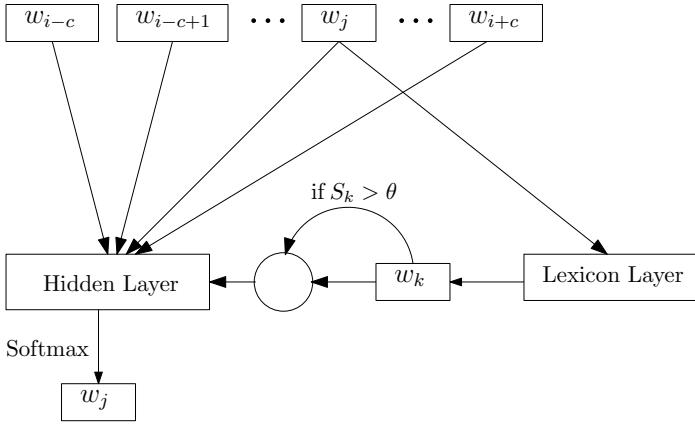 w_{i-c} w_{i-c+1} ... w_j ... w_{i+c}
if S_k > θ
Hidden Layer w_k Lexicon Layer
Softmax
w_j